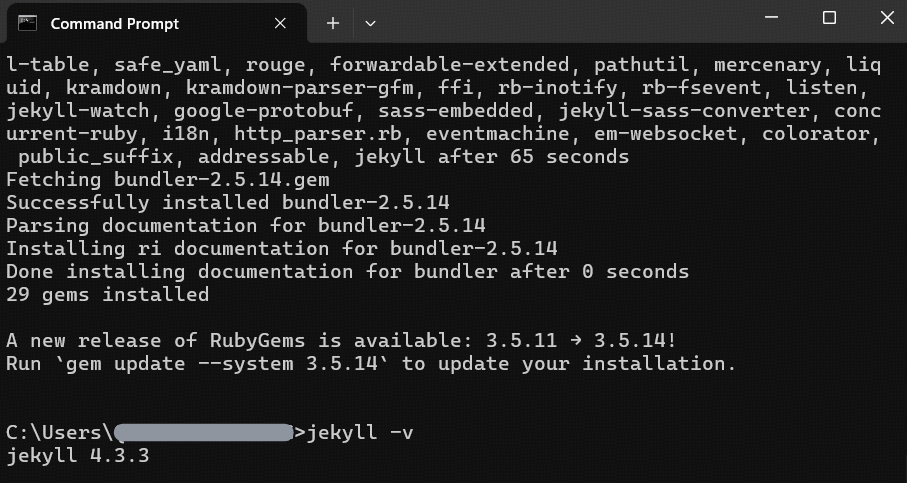 Command Prompt
l-table, safe_yaml, rouge, forwardable-extended, pathutil, mercenary, liq
uid, kramdown, kramdown-parser-gfm, ffi, rb-inotify, rb-fsevent, listen,
jekyll-watch, google-protobuf, sass-embedded, jekyll-sass-converter, conc
urrent-ruby, i18n, http_parser.rb, eventmachine, em-websocket, colorator,
 public_suffix, addressable, jekyll after 65 seconds
Fetching bundler-2.5.14.gem
Successfully installed bundler-2.5.14
Parsing documentation for bundler-2.5.14
Installing ri documentation for bundler-2.5.14
Done installing documentation for bundler after 0 seconds
29 gems installed
A new release of RubyGems is available: 3.5.11 → 3.5.14!
Run `gem update --system 3.5.14` to update your installation.
C:\Users\>jekyll -v
jekyll 4.3.3